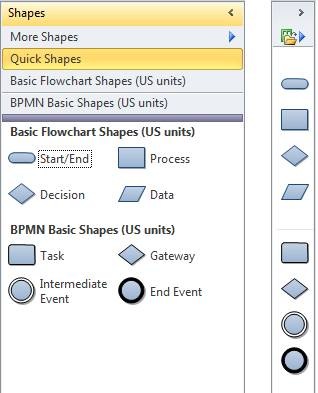 Shapes
More Shapes
Quick Shapes
Basic Flowchart Shapes (US units)
BPMN Basic Shapes (US units)
Basic Flowchart Shapes (US units)
Start/End
Process
Decision
Data
BPMN Basic Shapes (US units)
Task
Gateway
Intermediate
Event
End Event